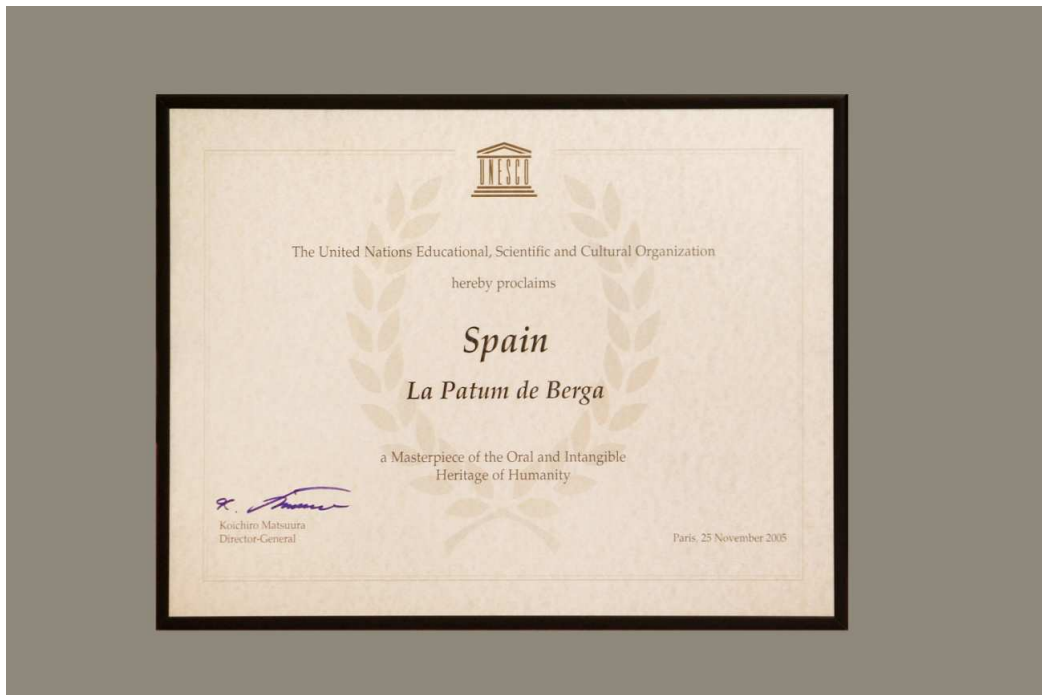 UNESCO
The United Nations Educational, Scientific and Cultural Organization
hereby proclaims
Spain
La Patum de Berga
a Masterpiece of the Oral and Intangible
Heritage of Humanity
Koichiro Matsuura
Director-General
Paris, 25 November 2005